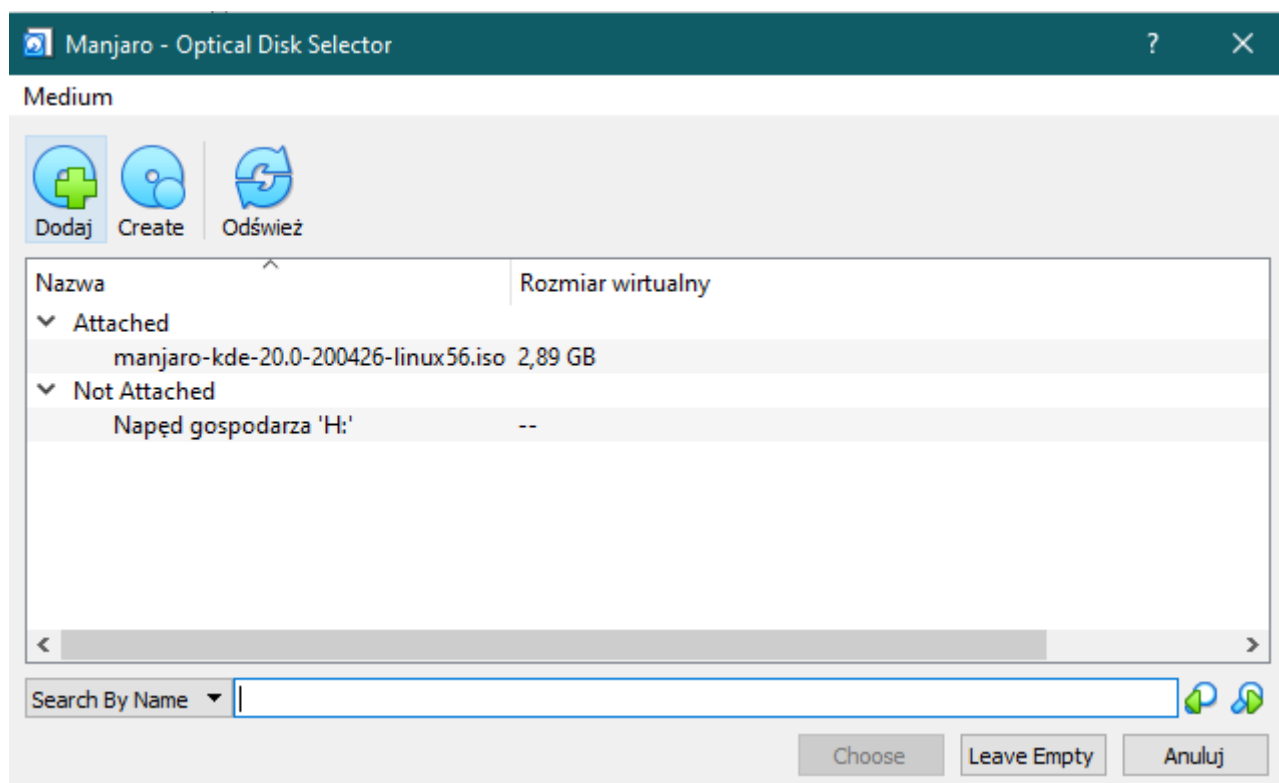 Manjaro - Optical Disk Selector ?
Medium
Dodaj Create Odśwież
Nazwa Rozmiar wirtualny
Attached
manjaro-kde-20.0-200426-linux56.iso 2,89 GB
Not Attached
Napęd gospodarza 'H:' --
Search By Name
Choose Leave Empty Anuluj